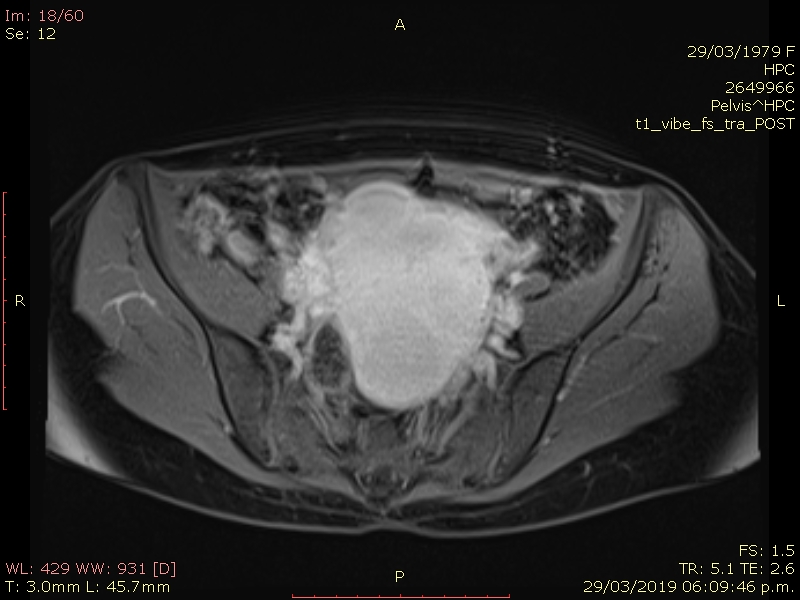 Im: 18/60
Se: 12
A
29/03/1979 F
HPC
2649966
Pelvis^HPC
t1_vibe_fs_tra_POST
R
L
WL: 429 WW: 931 [D]
T: 3.0mm L: 45.7mm
P
FS: 1.5
TR: 5.1 TE: 2.6
29/03/2019 06:09:46 p.m.